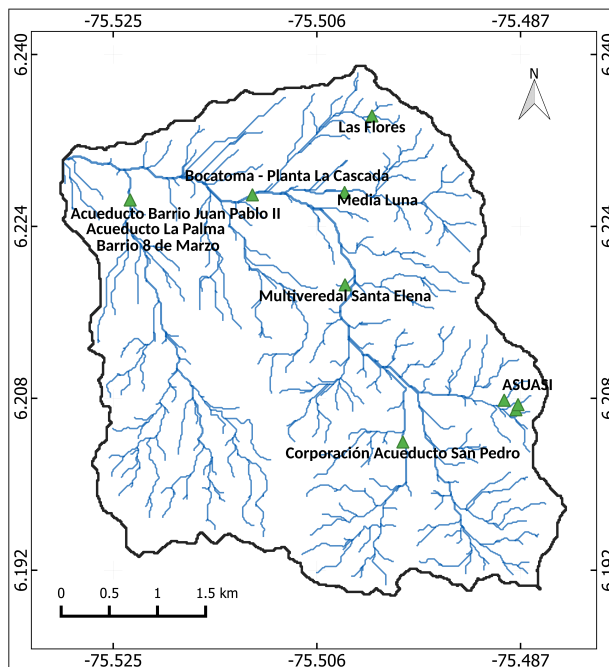 -75.525
-75.506
-75.487
6.240
6.240
N
Las Flores
Bocatoma - Planta La Cascada
Media Luna
Acueducto Barrio Juan Pablo II
Acueducto La Palma
Barrio 8 de Marzo
6.224
6.224
Multiveredal Santa Elena
ASUASI
6.208
6.208
Corporación Acueducto San Pedro
6.192
6.192
0
0.5
1
1.5 km
-75.525
-75.506
-75.487